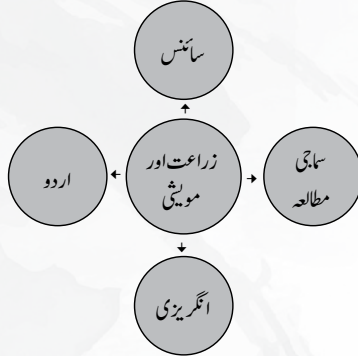 سائنس
سماجی
مطالعہ
زراعت اور
مویشی
اردو
انگریزی